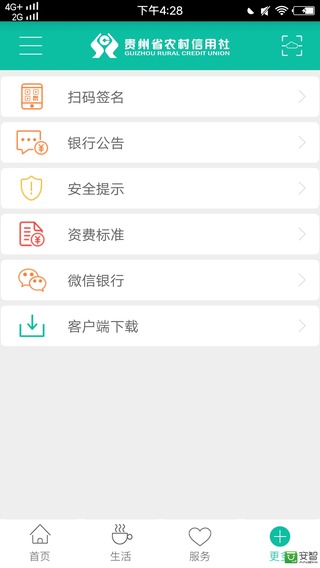 4G+
2G
下午4:28
贵州省农村信用社
GUIZHOU RURAL CREDIT UNION
扫码签名
银行公告
安全提示
资费标准
微信银行
客户端下载
首页
生活
服务
更多
安智